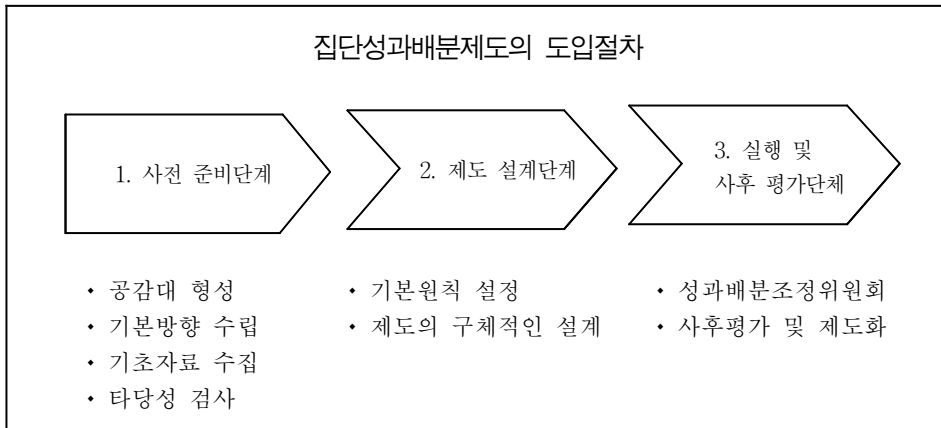 집단성과배분제도의 도입절차
1. 사전 준비단계
2. 제도 설계단계
3. 실행 및
사후 평가단체
• 공감대 형성
• 기본방향 수립
• 기초자료 수집
• 타당성 검사
• 기본원칙 설정
• 제도의 구체적인 설계
• 성과배분조정위원회
• 사후평가 및 제도화